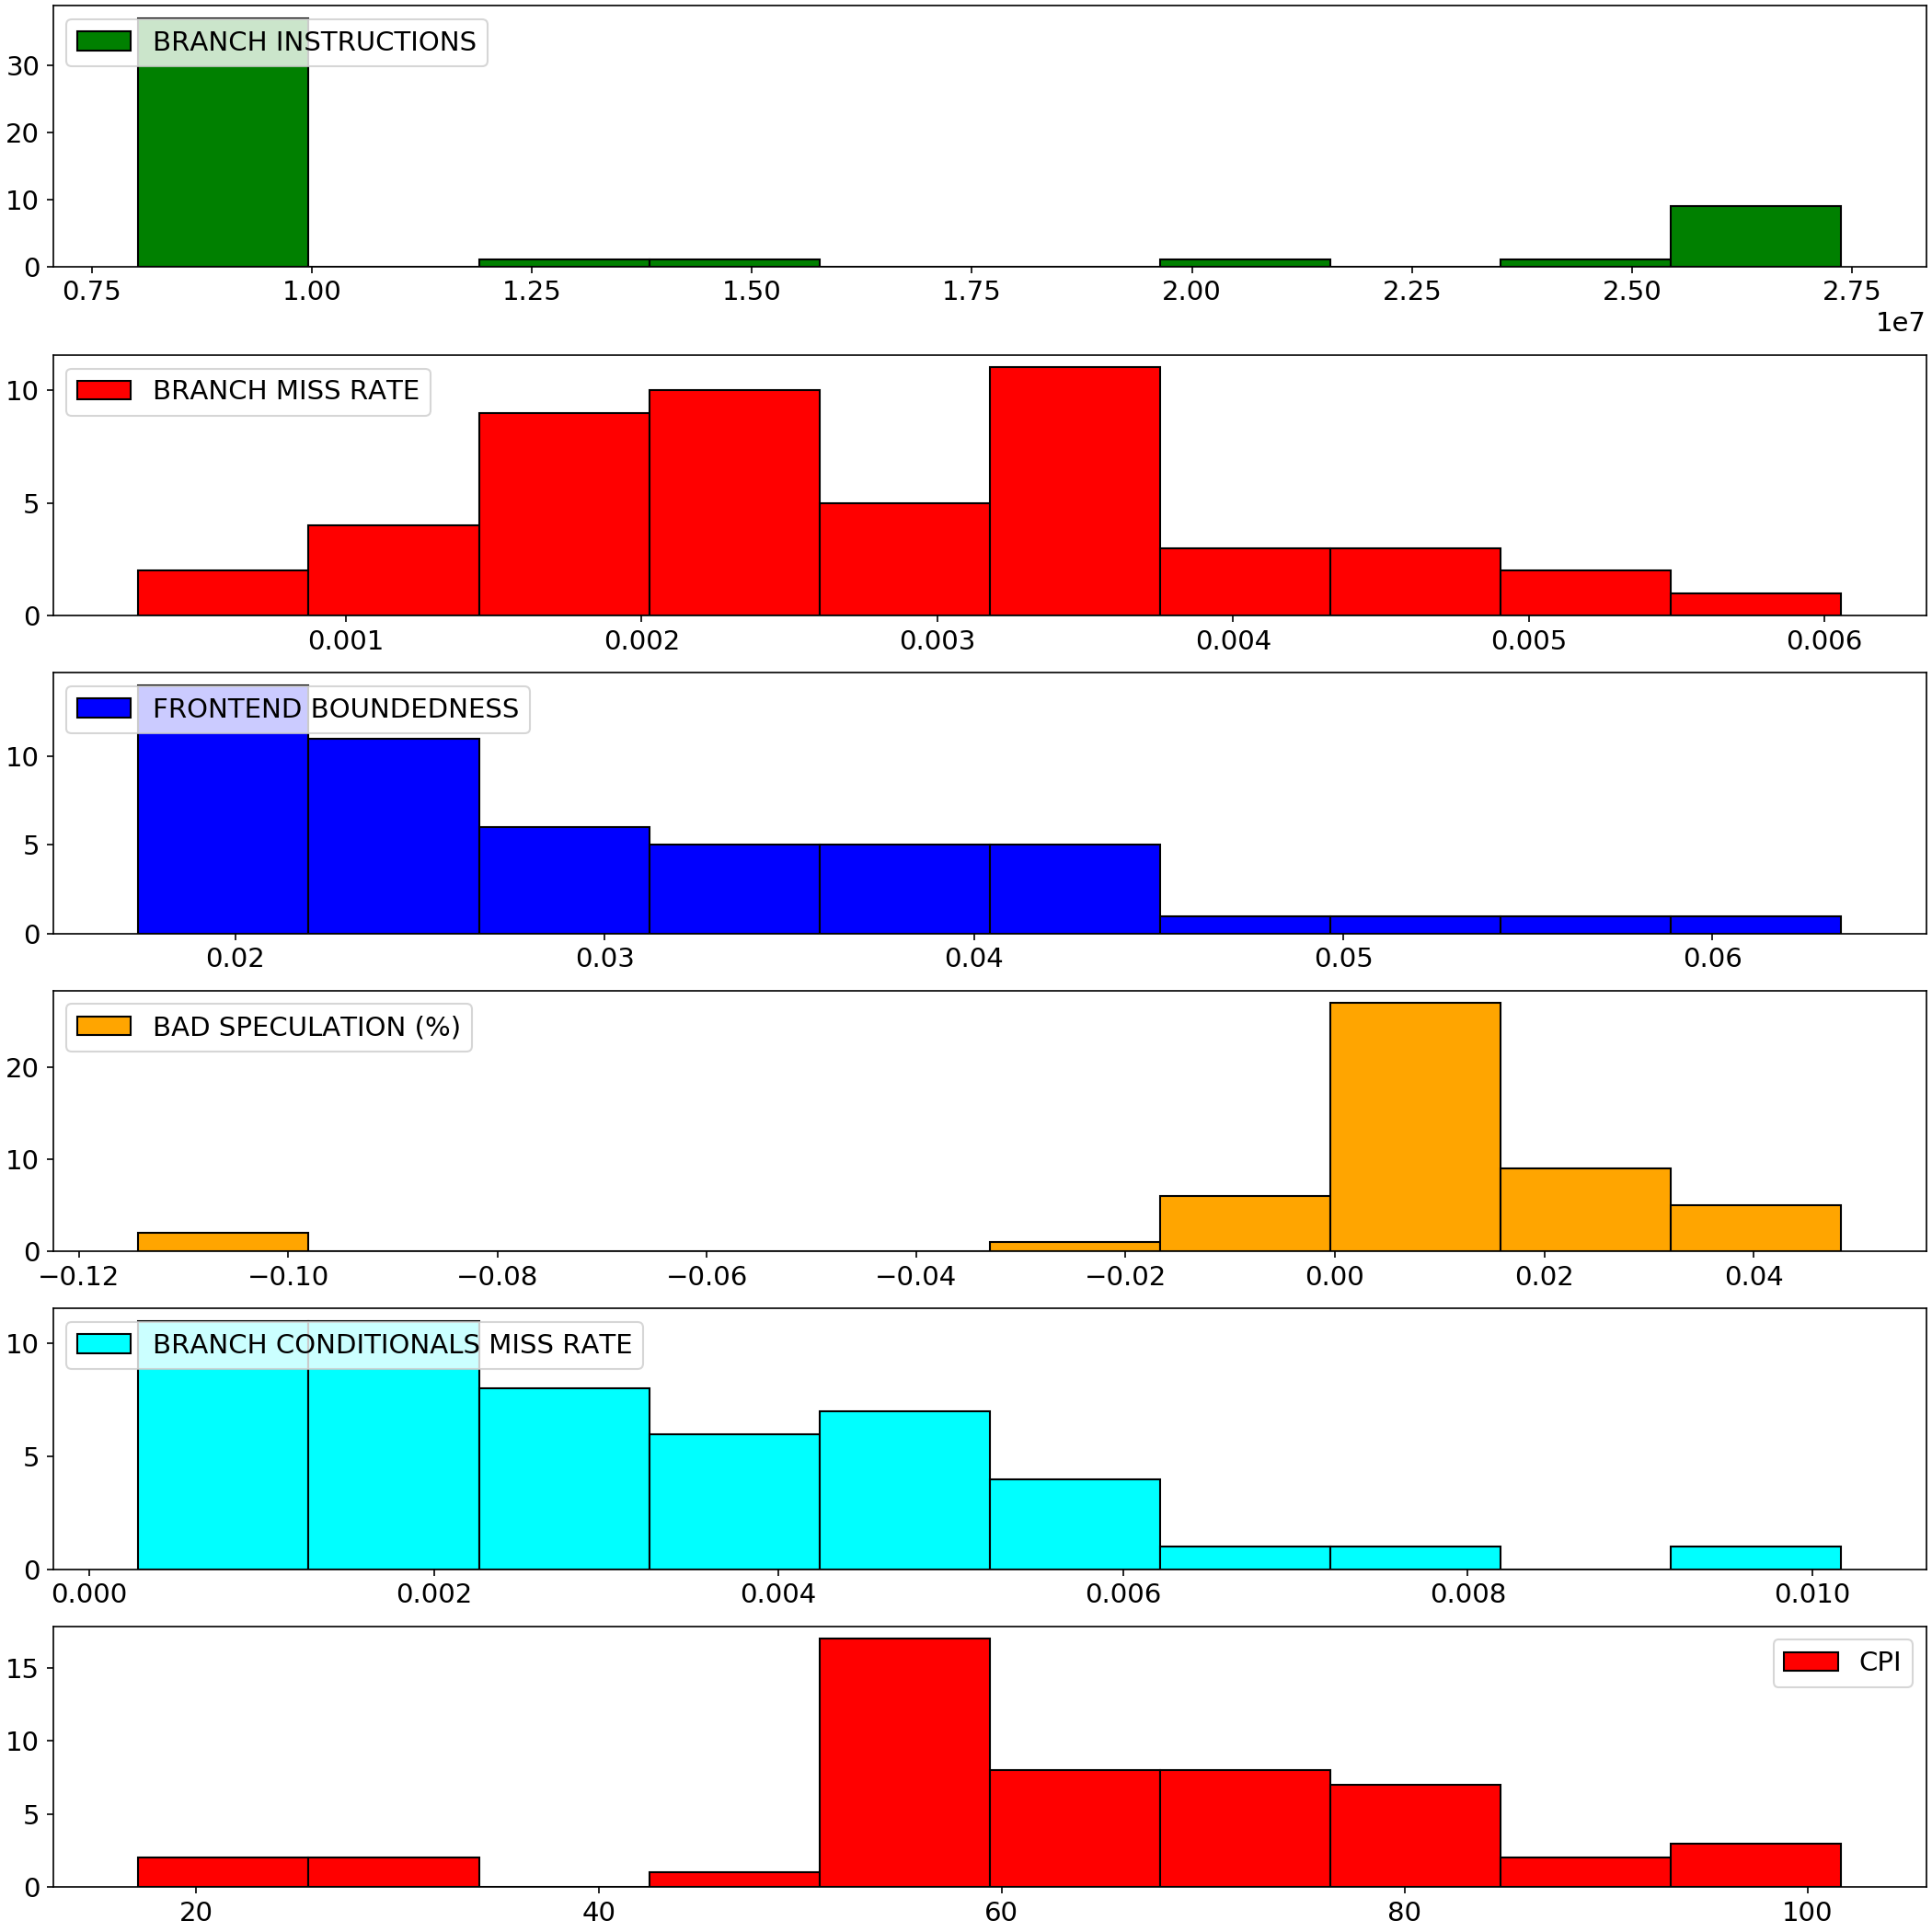 BRANCH INSTRUCTIONS
30
20
10
0
0.75 1.00 1.25 1.50 1.75 2.00 2.25 2.50 2.75
1e7
BRANCH MISS RATE
10
5
0
0.001 0.002 0.003 0.004 0.005 0.006
FRONTEND BOUNDEDNESS
10
5
0
0.02 0.03 0.04 0.05 0.06
BAD SPECULATION (%)
20
10
0
−0.12 −0.10 −0.08 −0.06 −0.04 −0.02 0.00 0.02 0.04
BRANCH CONDITIONALS MISS RATE
10
5
0
0.000 0.002 0.004 0.006 0.008 0.010
CPI
15
10
5
0
20 40 60 80 100